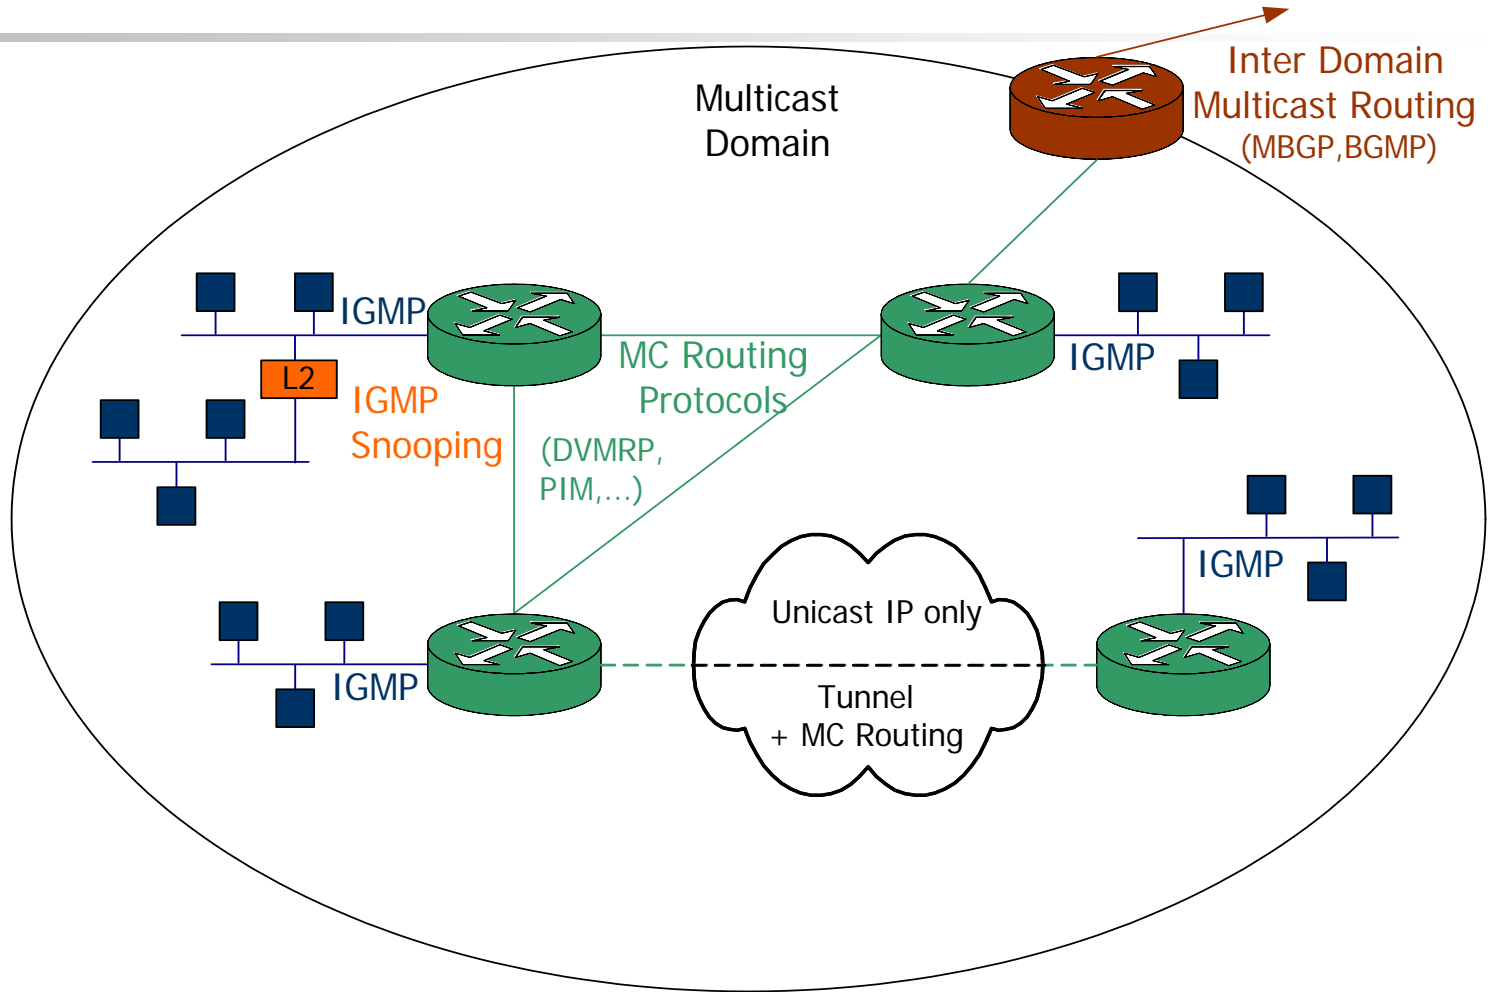 Multicast
Domain
Inter Domain
Multicast Routing
(MBGP,BGMP)
IGMP
L2
IGMP
Snooping
MC Routing
Protocols
(DVMRP,
PIM,...)
IGMP
IGMP
Unicast IP only
Tunnel
+ MC Routing
IGMP